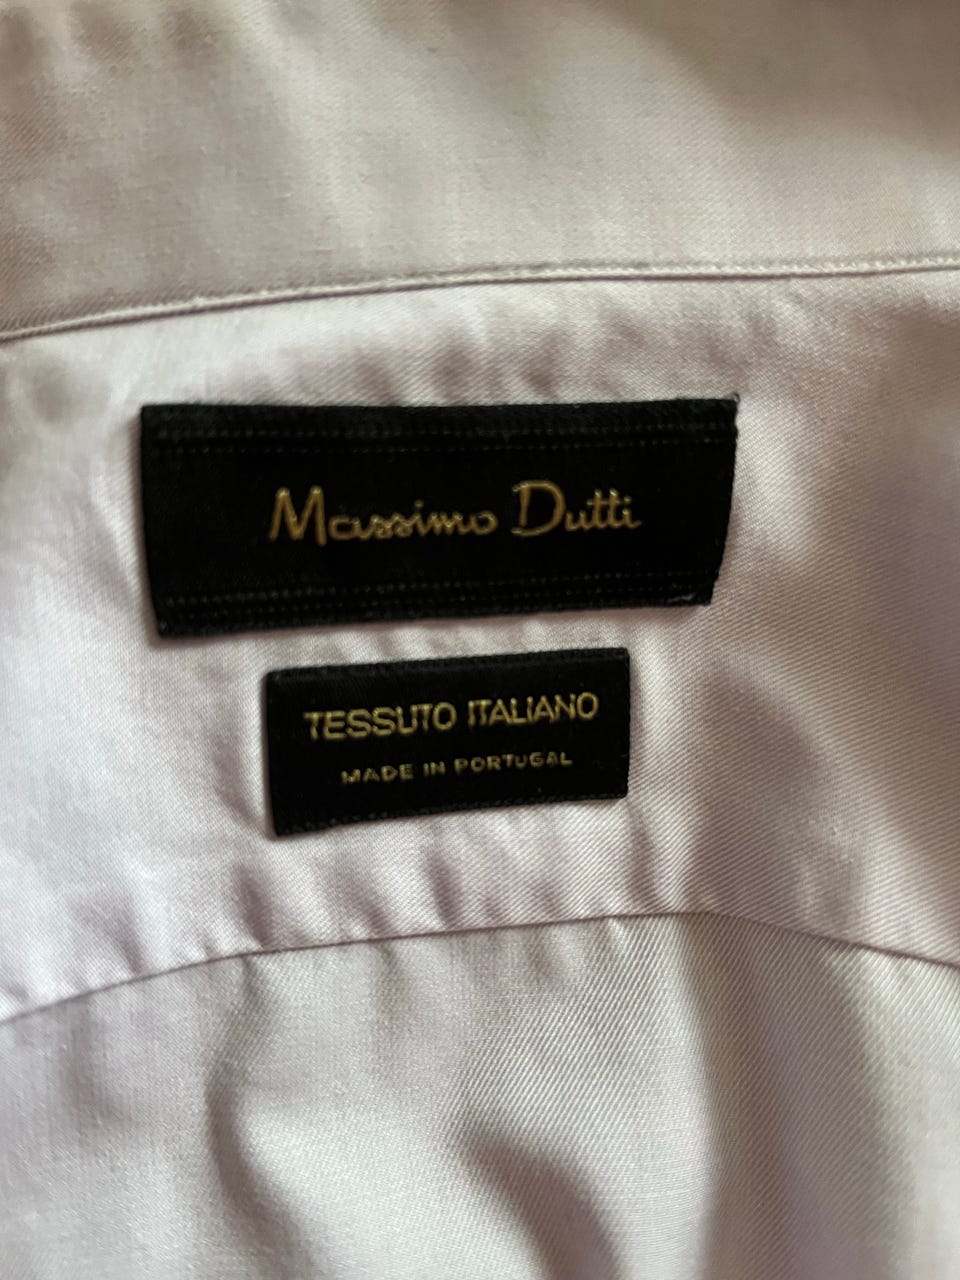 Massimo Dutti
TESSUTO ITALIANO
MADE IN PORTUGAL